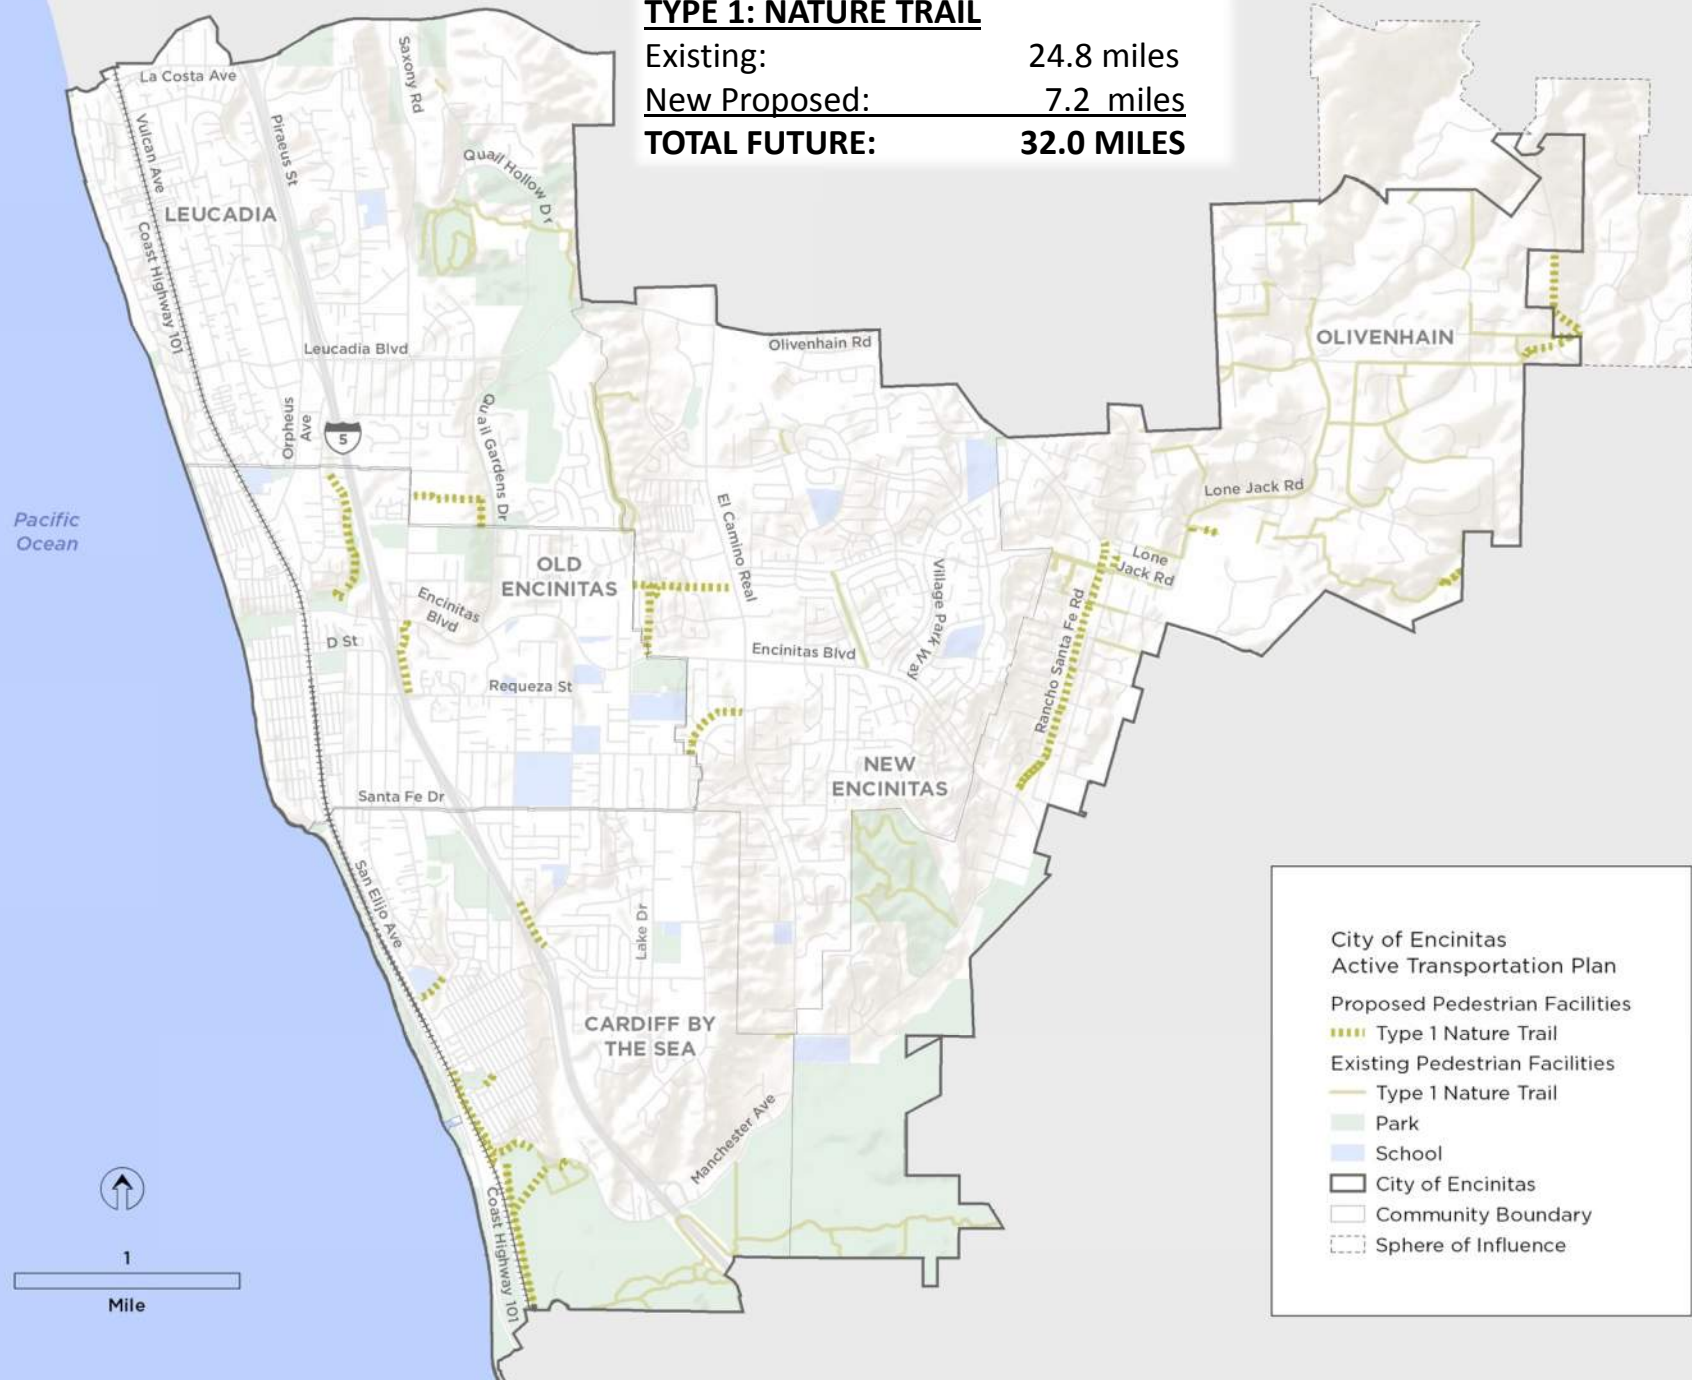 TYPE 1: NATURE TRAIL
Existing: 24.8 miles
New Proposed: 7.2 miles
TOTAL FUTURE: 32.0 MILES
La Costa Ave
Saxony Rd
Vulcan Ave
Piraeus St
Quail Hollow Dr
LEUCADIA
Coast Highway 101
Leucadia Blvd
Olivenhain Rd
OLIVENHAIN
Orpheus
Ave
5
Quail Gardens Dr
El Camino Real
Lone Jack Rd
Pacific
Ocean
OLD
ENCINITAS
Encinitas
Blvd
Village Park Way
Lone
Jack Rd
Rancho Santa Fe Rd
D St
Encinitas Blvd
Requeza St
NEW
ENCINITAS
Santa Fe Dr
San Elijo Ave
Lake Dr
CARDIFF BY
THE SEA
Manchester Ave
Coast Highway 101
1
Mile
City of Encinitas
Active Transportation Plan
Proposed Pedestrian Facilities
Type 1 Nature Trail
Existing Pedestrian Facilities
Type 1 Nature Trail
Park
School
City of Encinitas
Community Boundary
Sphere of Influence